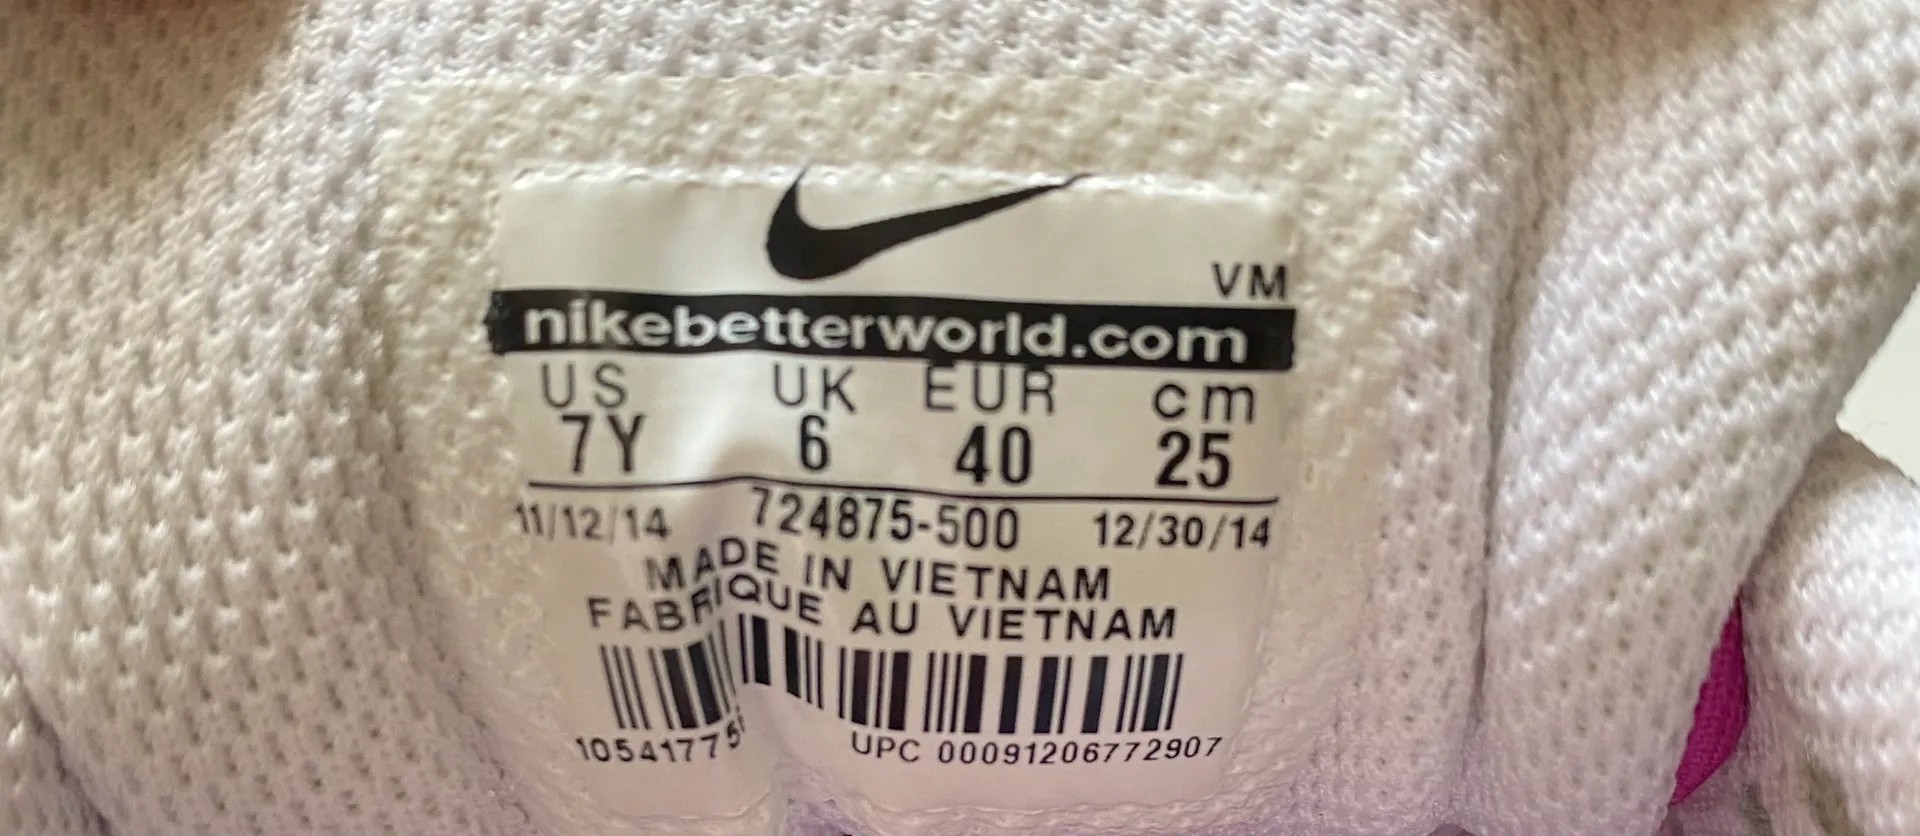 VM
nikebetterworld.com
US UK EUR cm
7Y 6 40 25
11/12/14 724875-500 12/30/14
MADE IN VIETNAM
FABRIQUE AU VIETNAM
UPC 00091206772907